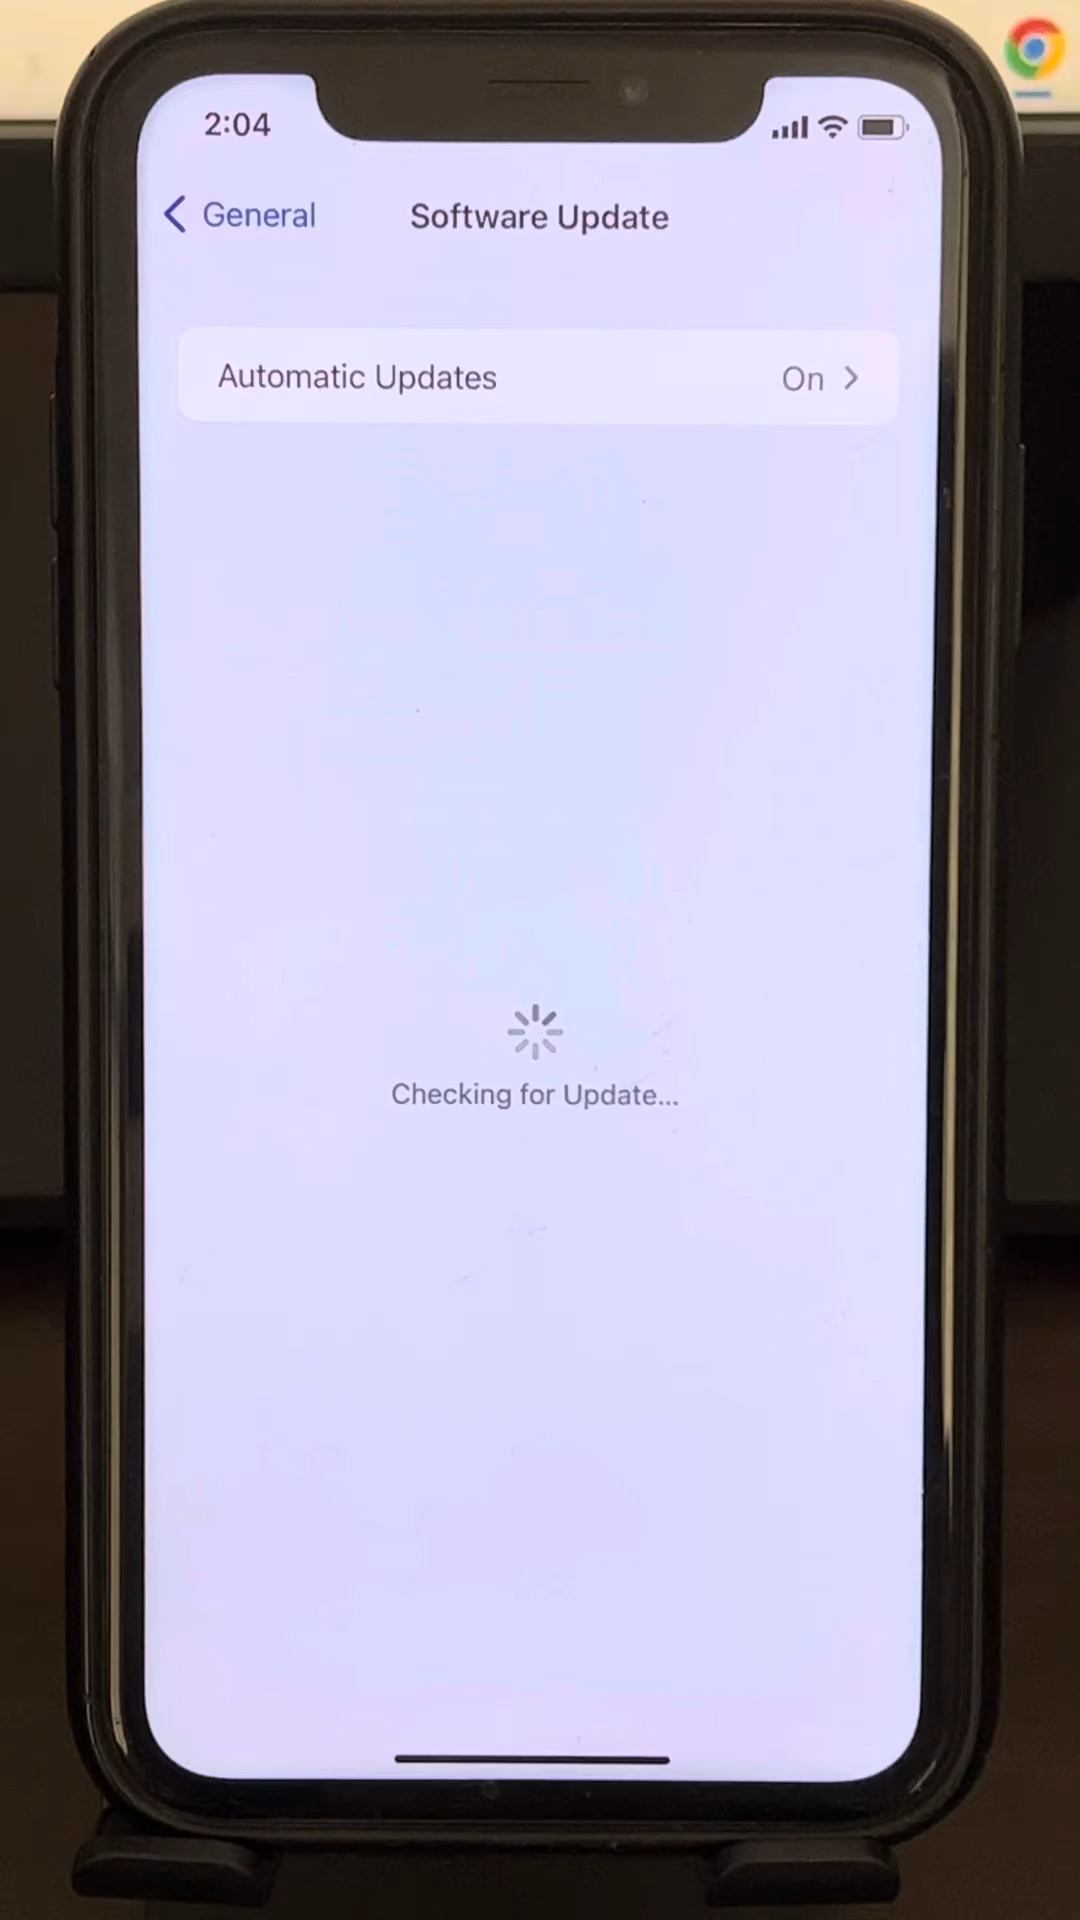 2:04
General
Software Update
Automatic Updates On
Checking for Update...